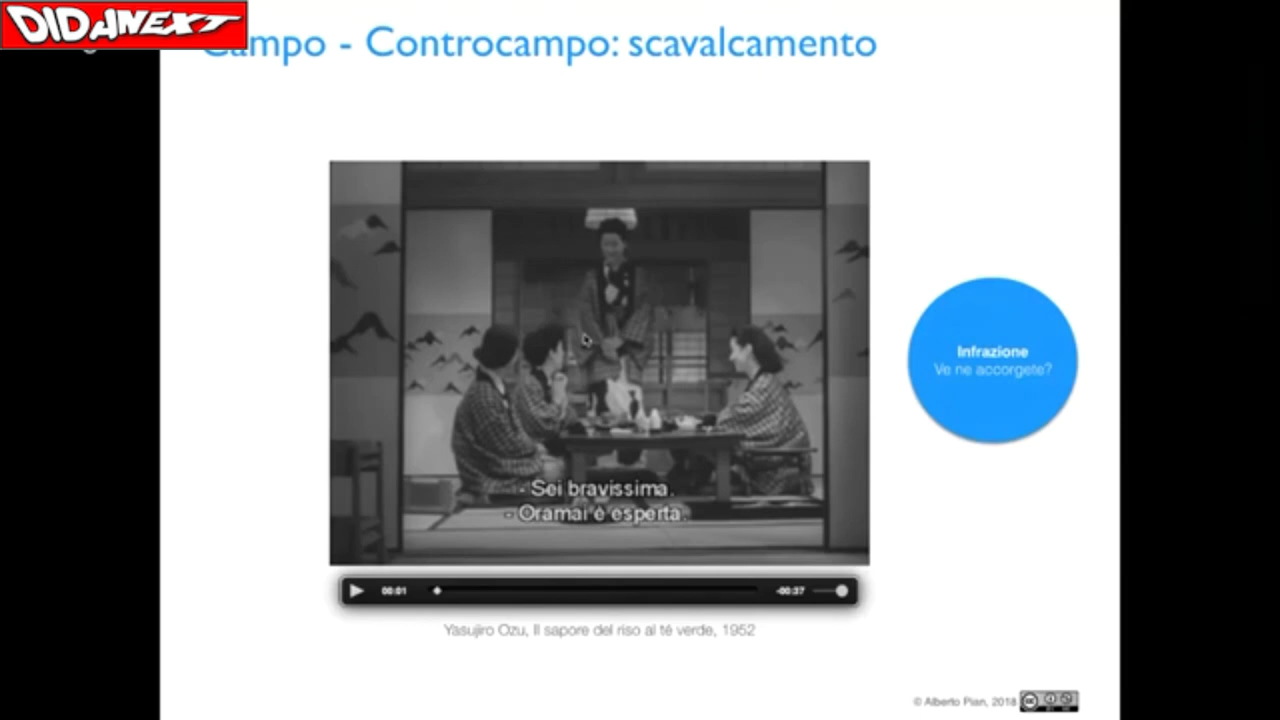 DIDANEXT
Campo - Controcampo: scavalcamento
Infrazione
Ve ne accorgete?
- Sei bravissima.
- Oramai è esperta.
00:01
-00:37
Yasujiro Ozu, Il sapore del riso al té verde, 1952
© Alberto Pian, 2018